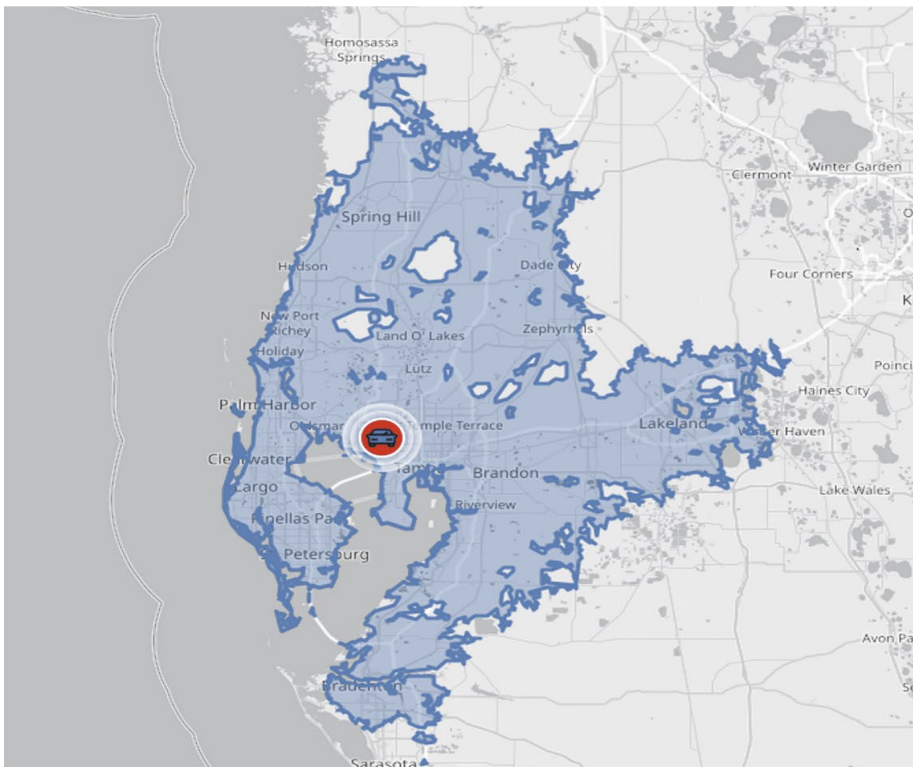 Homosassa
Springs
Winter Garden
Clermont
Spring Hill
Hudson
Dade City
Four Corners
New Port
Richey
Zephyrhills
Land O' Lakes
Holiday
Lutz
Haines City
Palm Harbor
Temple Terrace
Lakeland
Winter Haven
Clearwater
Tampa
Brandon
Largo
Lake Wales
Riverview
Pinellas Pa
Petersburg
Avon Pa
Bradenton
Sarasota